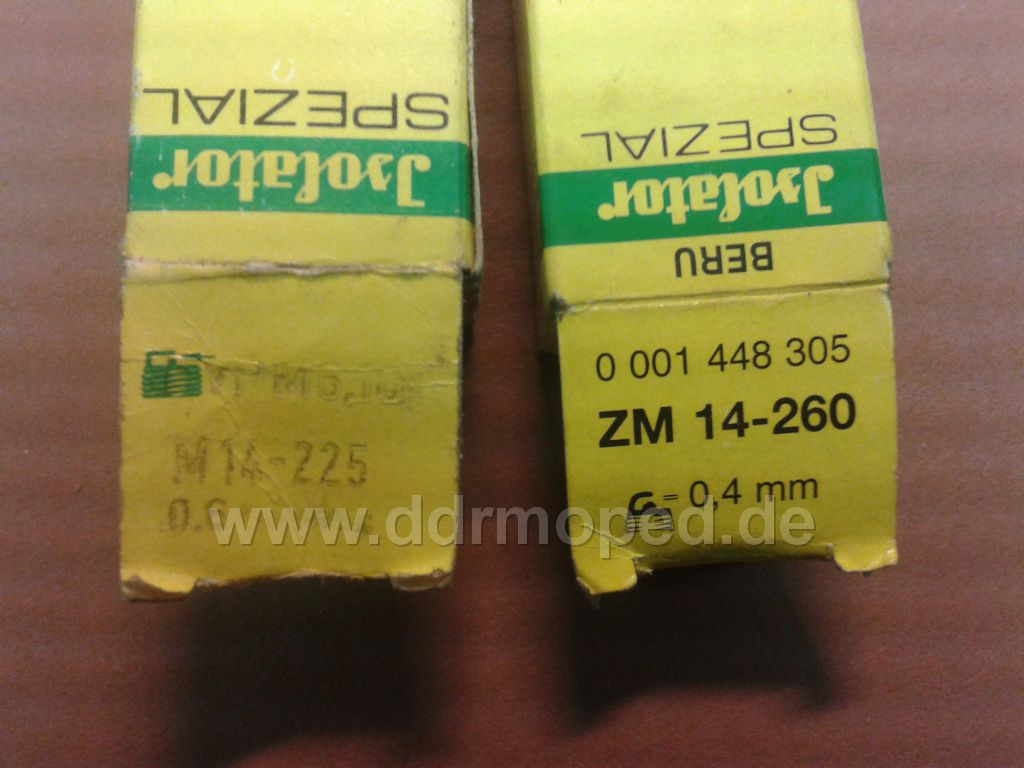 SPEZIAL
Isolator
M14-225
SPEZIAL
Isolator
BERU
0 001 448 305
ZM 14-260
= 0,4 mm
www.ddrmoped.de